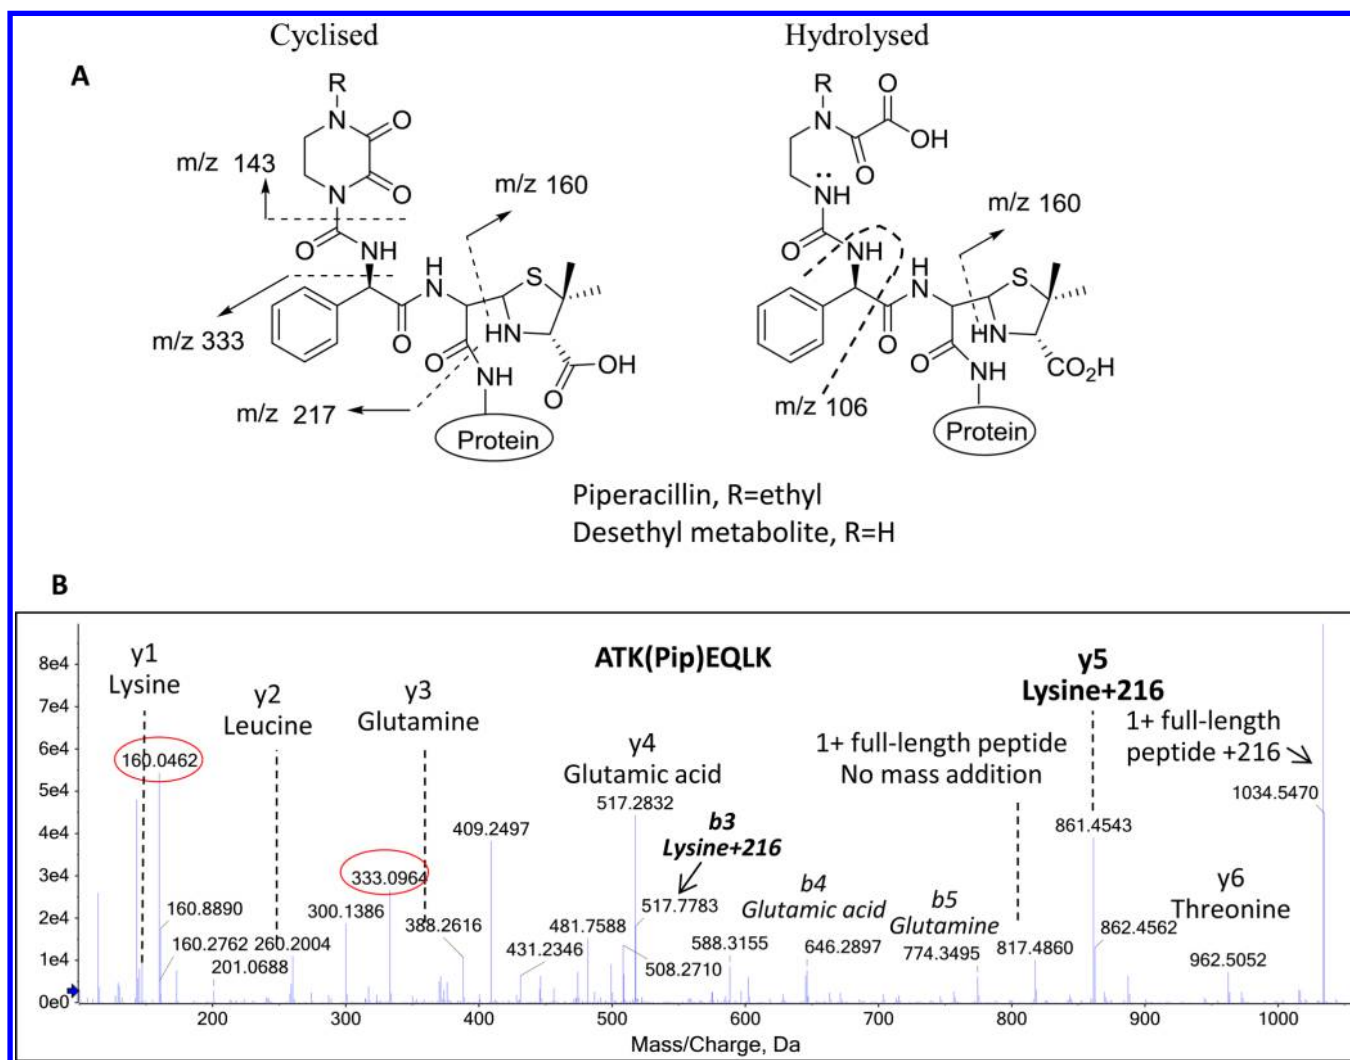 Cyclised
Hydrolysed
A
R
N
O
O
N
m/z 143
O
NH
m/z 160
H
N
S
HN
O
O
OH
O
NH
m/z 333
m/z 217
Protein
R
N
O
OH
O
NH
O
NH
m/z 160
H
N
S
HN
O
O
CO2H
NH
m/z 106
Protein
Piperacillin, R=ethyl
Desethyl metabolite, R=H
B
ATK(Pip)EQLK
y1
Lysine
y2
Leucine
y3
Glutamine
y4
Glutamic acid
b3
Lysine+216
1+ full-length peptide
No mass addition
y5
Lysine+216
1+ full-length
peptide +216
b4
Glutamic acid
b5
Glutamine
y6
Threonine
160.0462
160.8890
160.2762
201.0688
260.2004
300.1386
333.0964
388.2616
409.2497
431.2346
481.7588
508.2710
517.2832
517.7783
588.3155
646.2897
774.3495
817.4860
861.4543
862.4562
962.5052
1034.5470
8e4
7e4
6e4
5e4
4e4
3e4
2e4
1e4
0e0
200 300 400 500 600 700 800 900 1000
Mass/Charge, Da